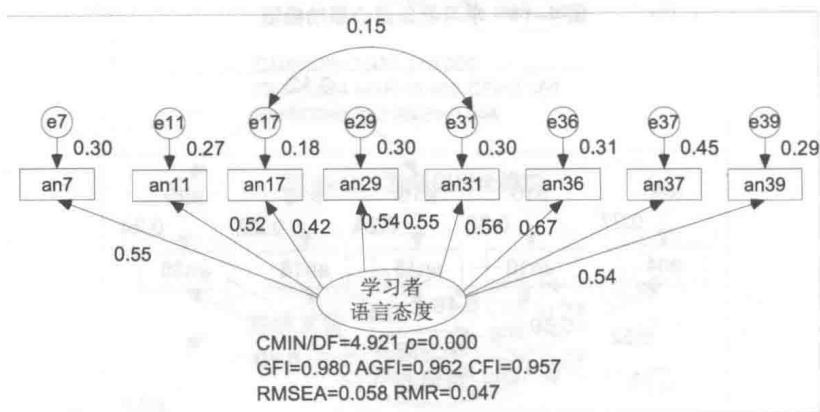 0.15
e7 e11 e17 e29 e31 e36 e37 e39
0.30 0.27 0.18 0.30 0.30 0.31 0.45 0.29
an7 an11 an17 an29 an31 an36 an37 an39
0.55 0.52 0.42 0.54 0.55 0.56 0.67 0.54
学习者
语言态度
CMIN/DF=4.921 p=0.000
GFI=0.980 AGFI=0.962 CFI=0.957
RMSEA=0.058 RMR=0.047